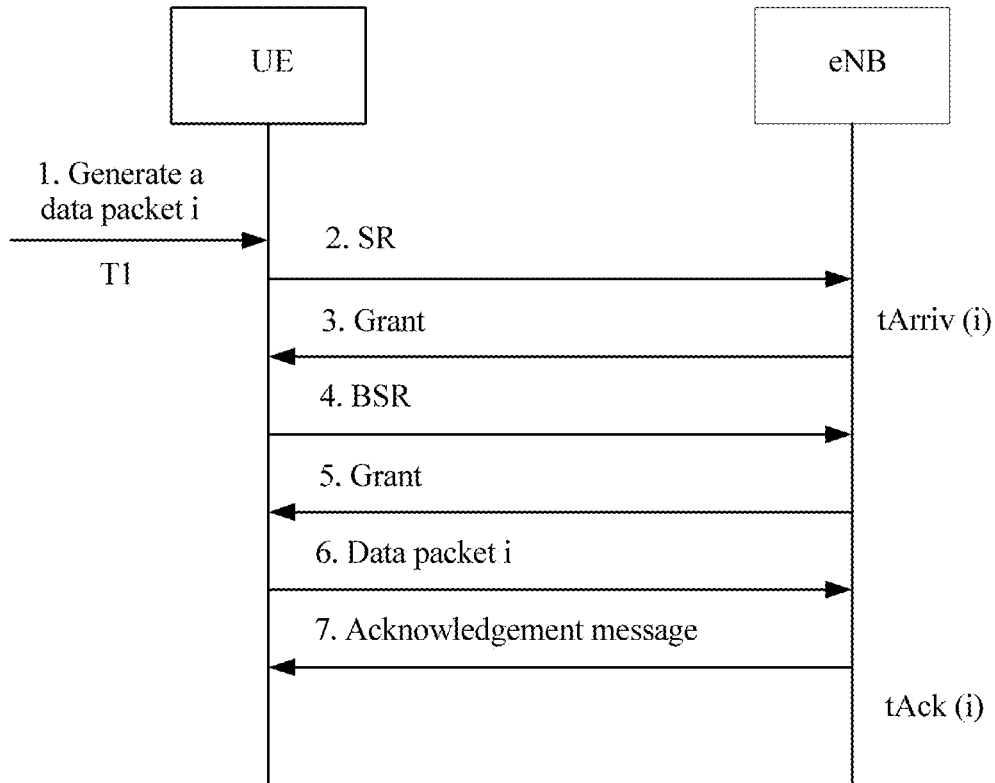 UE
eNB
1. Generate a
data packet i
T1
2. SR
3. Grant
tArriv (i)
4. BSR
5. Grant
6. Data packet i
7. Acknowledgement message
tAck (i)